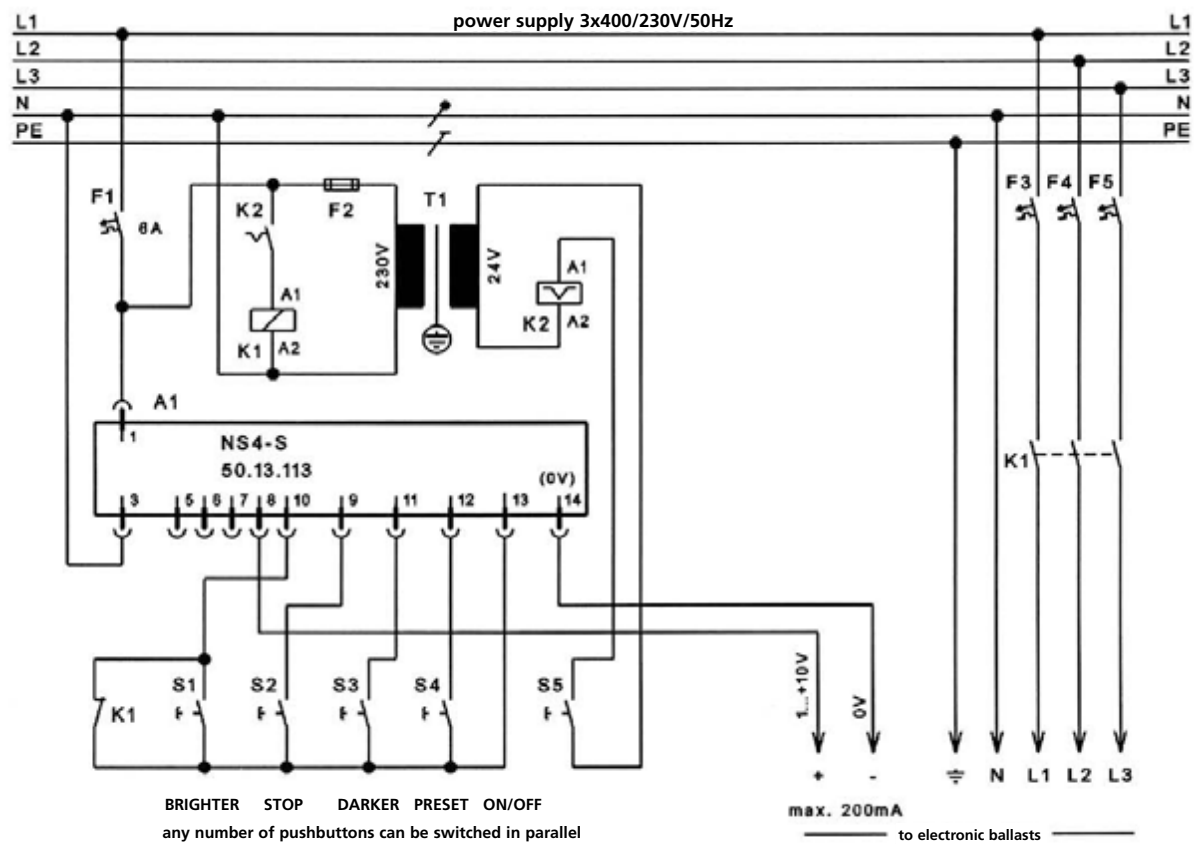 power supply 3x400/230V/50Hz
L1 L1
L2 L2
L3 L3
N N
PE PE
F1 6A
K2 F2 T1
F3 F4 F5
230V 24V
A1
K2 A2
A1
K1 A2
A1
1
NS4-S
50.13.113
(0V)
3 5 6 7 8 10 9 11 12 13 14
K1
K1 S1 S2 S3 S4 S5
1...+10V 0V
+ - N L1 L2 L3
BRIGHTER STOP DARKER PRESET ON/OFF
max. 200mA
any number of pushbuttons can be switched in parallel
to electronic ballasts